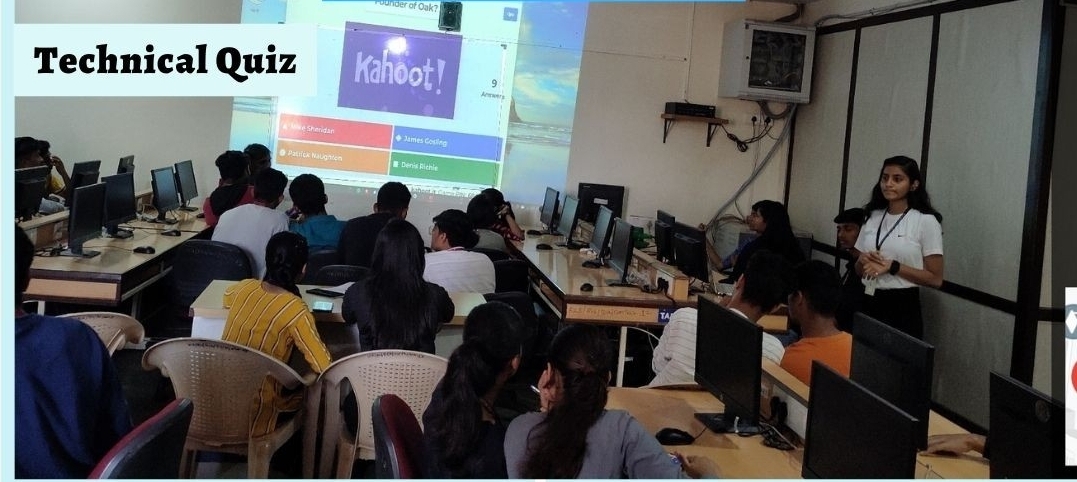 Technical Quiz
Founder of Oak?
Kahoot!
9
Answers
Mike Sheridan
James Gosling
Patrick Naughton
Denis Richie